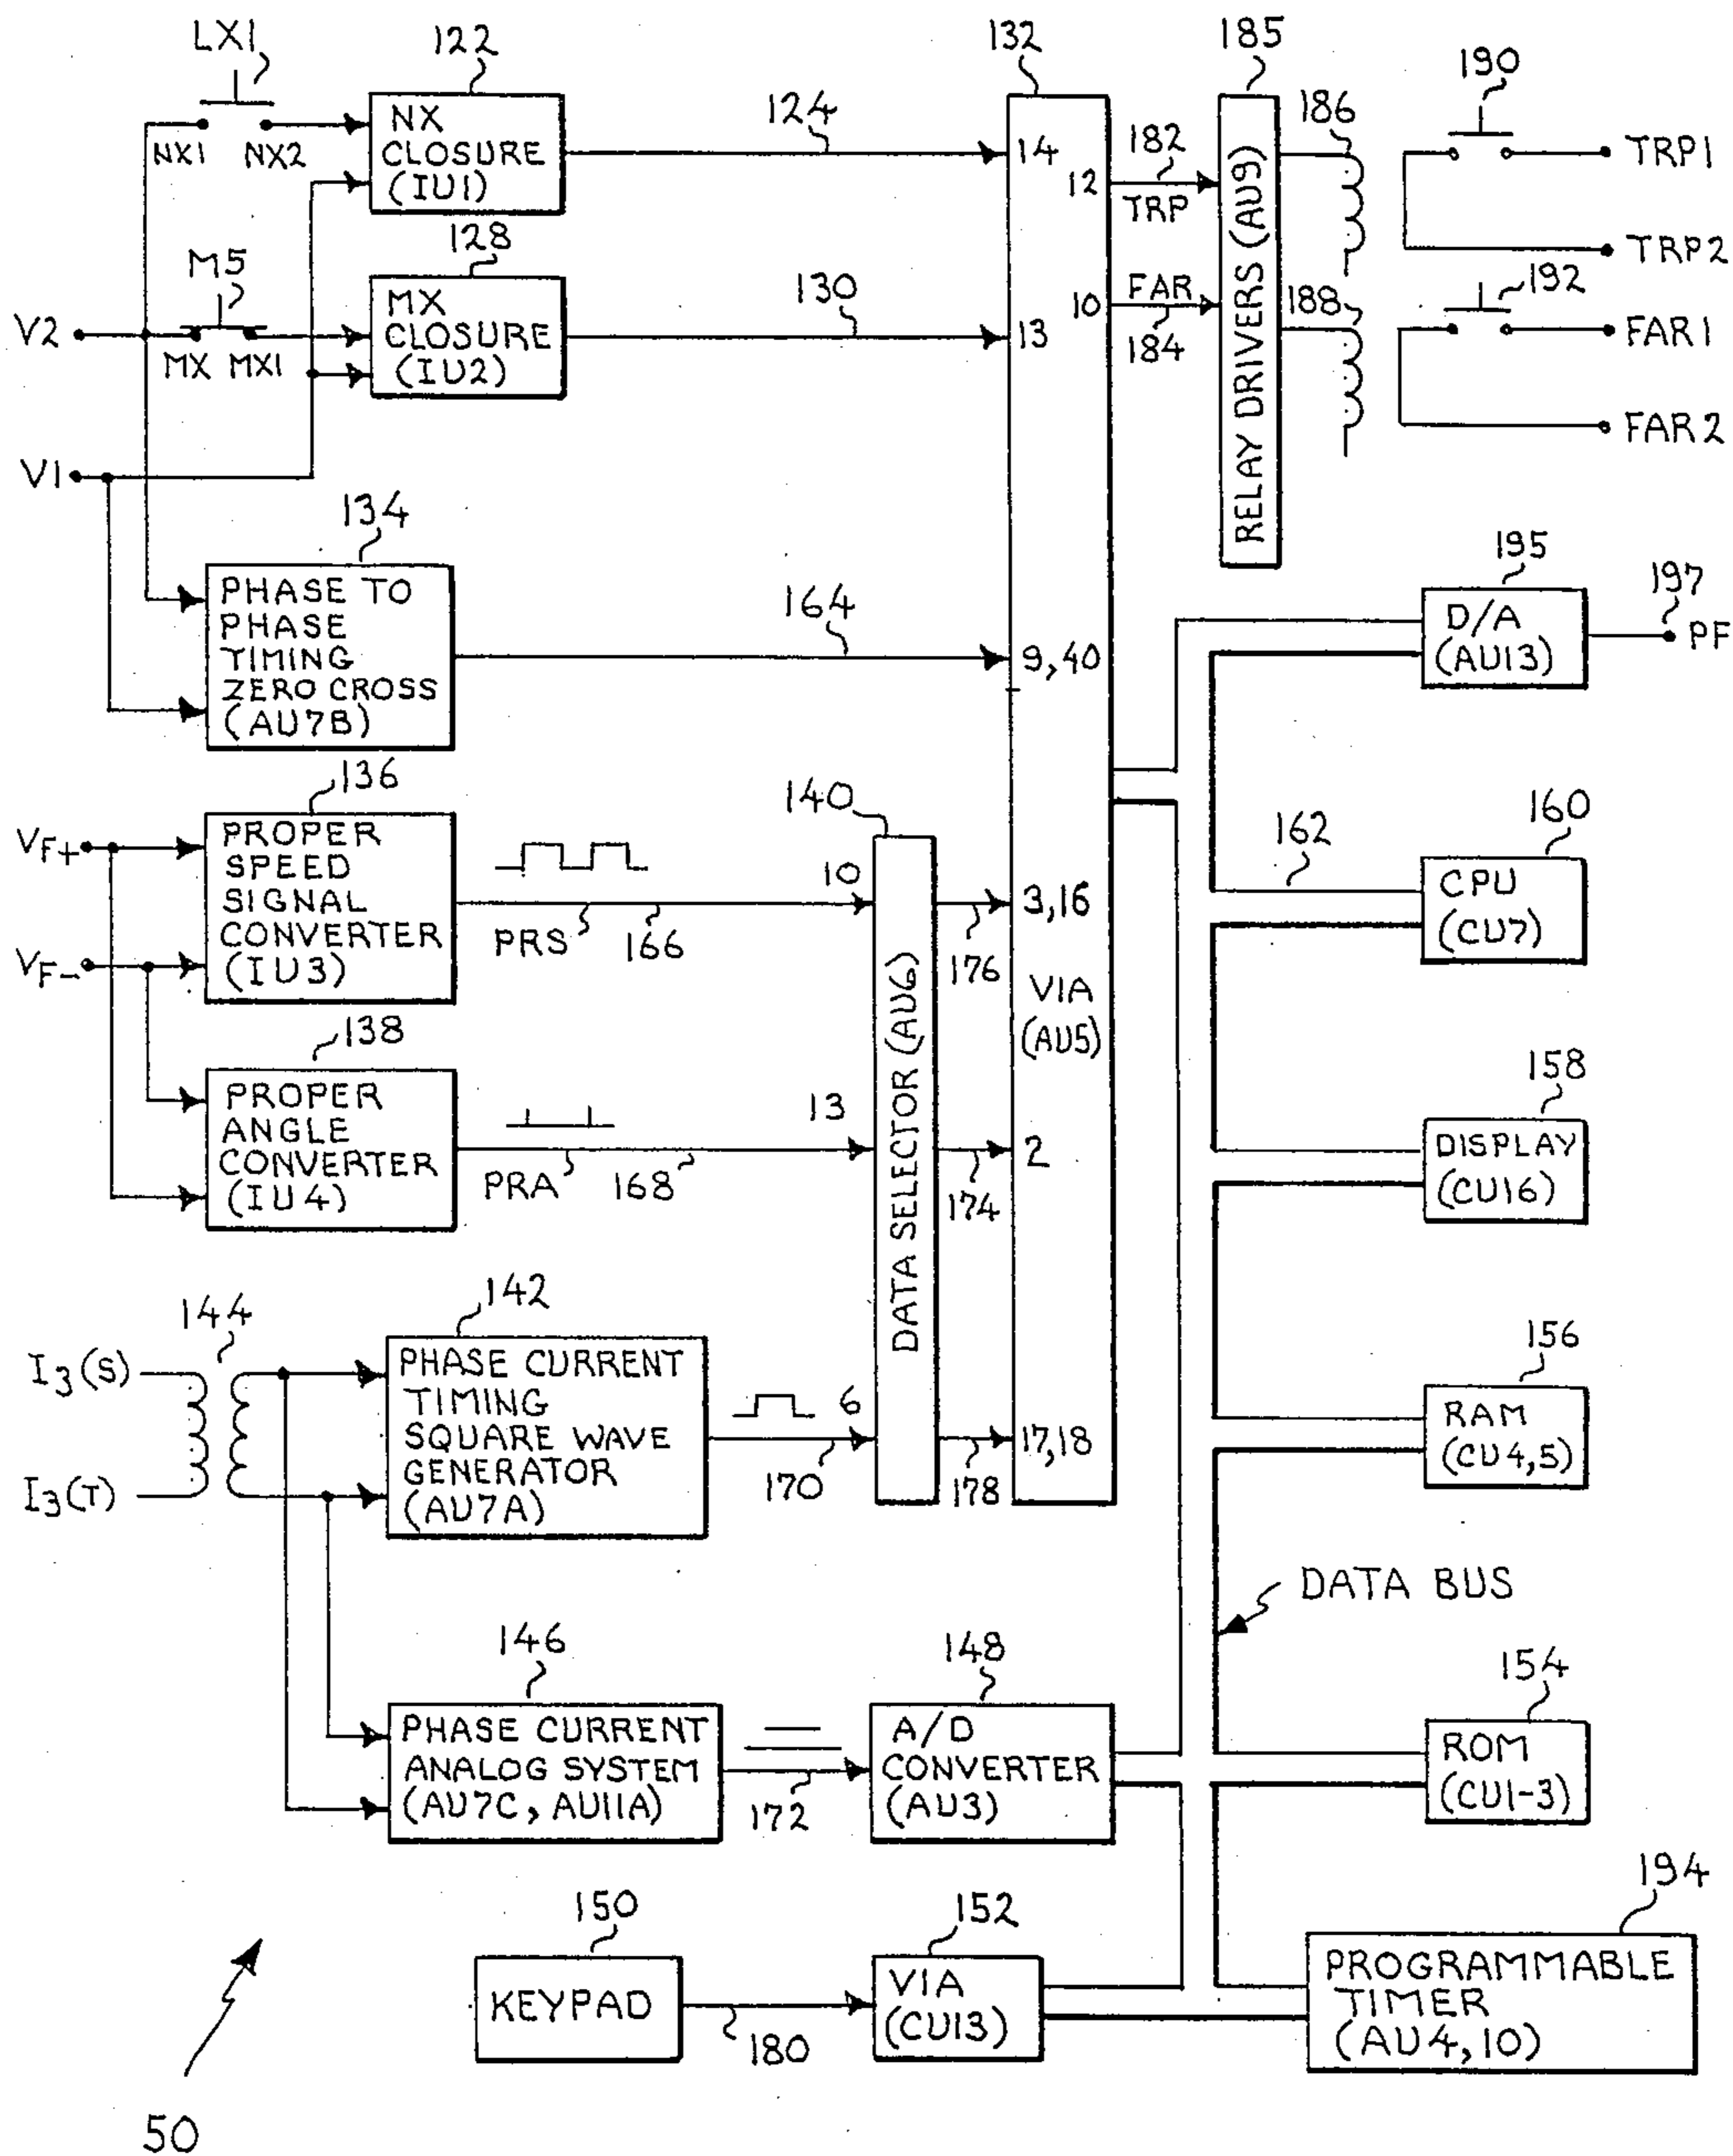 LX1
122
132
185
190
NX
CLOSURE
(IU1)
NX1
NX2
124
14
12
182
TRP
186
TRP1
TRP2
RELAY DRIVERS (AU9)
M5
128
V2
MX
MX1
MX
CLOSURE
(IU2)
130
13
10
FAR
184
188
192
FAR1
FAR2
V1
134
PHASE TO
PHASE
TIMING
ZERO CROSS
(AU7B)
164
9,40
195
D/A
(AU13)
197
PF
136
VF+
VF-
PROPER
SPEED
SIGNAL
CONVERTER
(IU3)
PRS
166
10
140
DATA SELECTOR (AU6)
3,16
176
VIA
(AU5)
162
160
CPU
(CU7)
138
PROPER
ANGLE
CONVERTER
(IU4)
PRA
168
13
174
2
158
DISPLAY
(CU16)
144
I3(S)
I3(T)
142
PHASE CURRENT
TIMING
SQUARE WAVE
GENERATOR
(AU7A)
170
6
178
17,18
156
RAM
(CU4,5)
DATA BUS
146
PHASE CURRENT
ANALOG SYSTEM
(AU7C, AU11A)
172
148
A/D
CONVERTER
(AU3)
154
ROM
(CU1-3)
150
KEYPAD
180
152
VIA
(CU13)
194
PROGRAMMABLE
TIMER
(AU4,10)
50